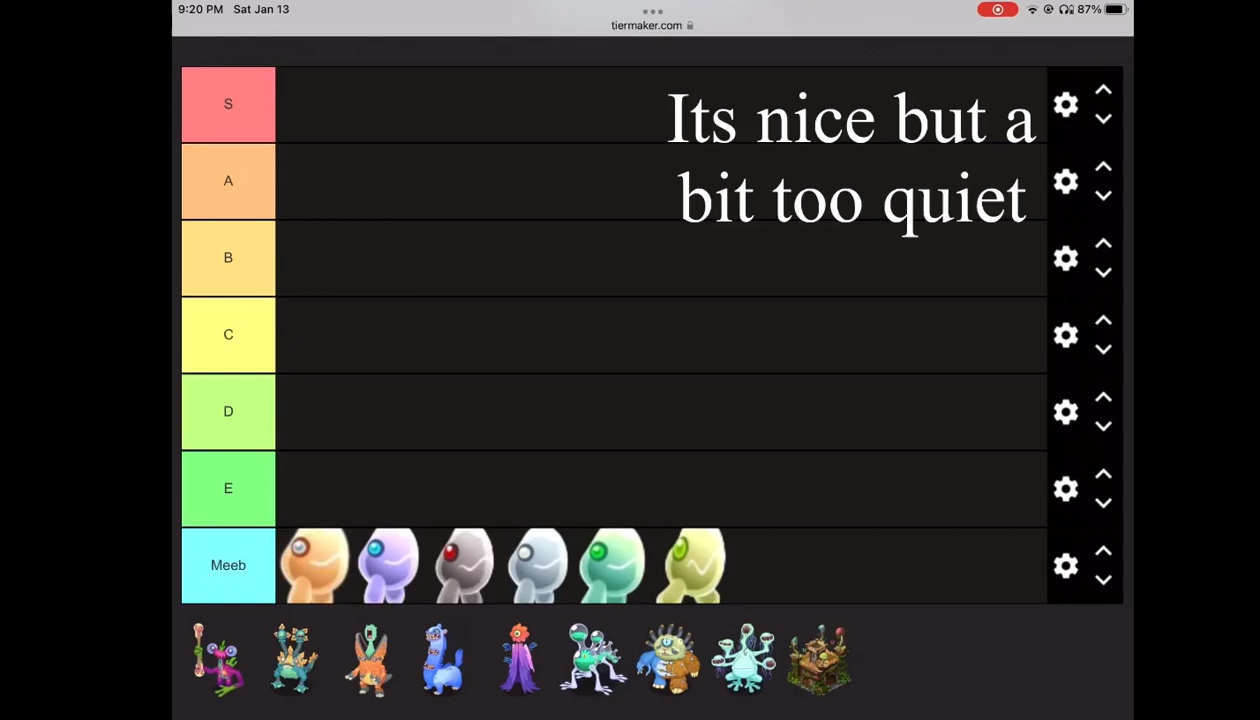 9:20 PM Sat Jan 13
87%
tiermaker.com
S
Its nice but a
bit too quiet
A
B
C
D
E
Meeb